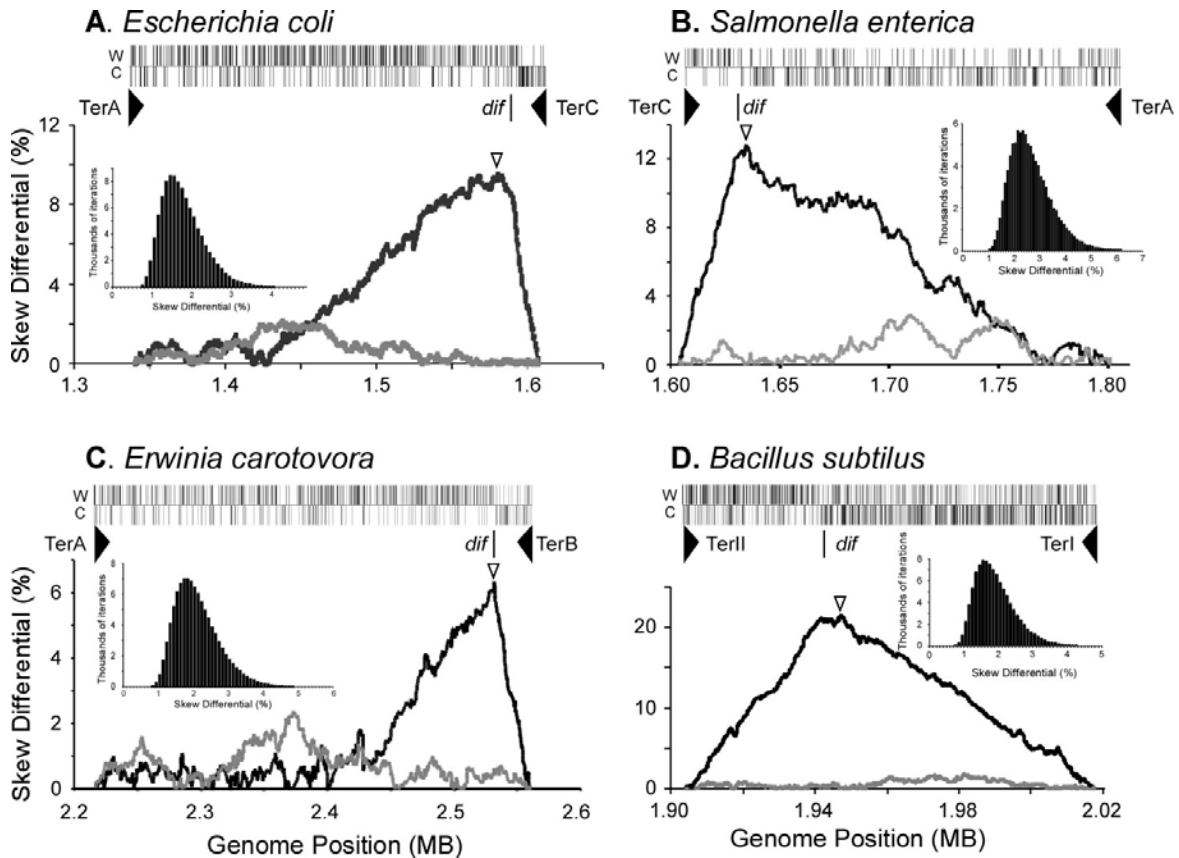 A. Escherichia coli
W
C
TerA
dif
TerC
Skew Differential (%)
12
8
4
0
1.3
1.4
1.5
1.6
Thousands of iterations
8
6
4
2
0
0
1
2
3
4
Skew Differential (%)
B. Salmonella enterica
W
C
TerC
dif
TerA
12
9
6
3
0
1.60
1.65
1.70
1.75
1.80
Thousands of iterations
6
5
4
2
0
0
1
2
3
4
5
6
7
Skew Differential (%)
C. Erwinia carotovora
W
C
TerA
dif
TerB
Skew Differential (%)
6
4
2
0
2.2
2.3
2.4
2.5
2.6
Genome Position (MB)
Thousands of iterations
8
6
4
2
0
0
1
2
3
4
5
6
Skew Differential (%)
D. Bacillus subtilus
W
C
TerII
dif
TerI
20
10
0
1.90
1.94
1.98
2.02
Genome Position (MB)
Thousands of iterations
8
6
4
2
0
0
1
2
3
4
5
Skew Differential (%)